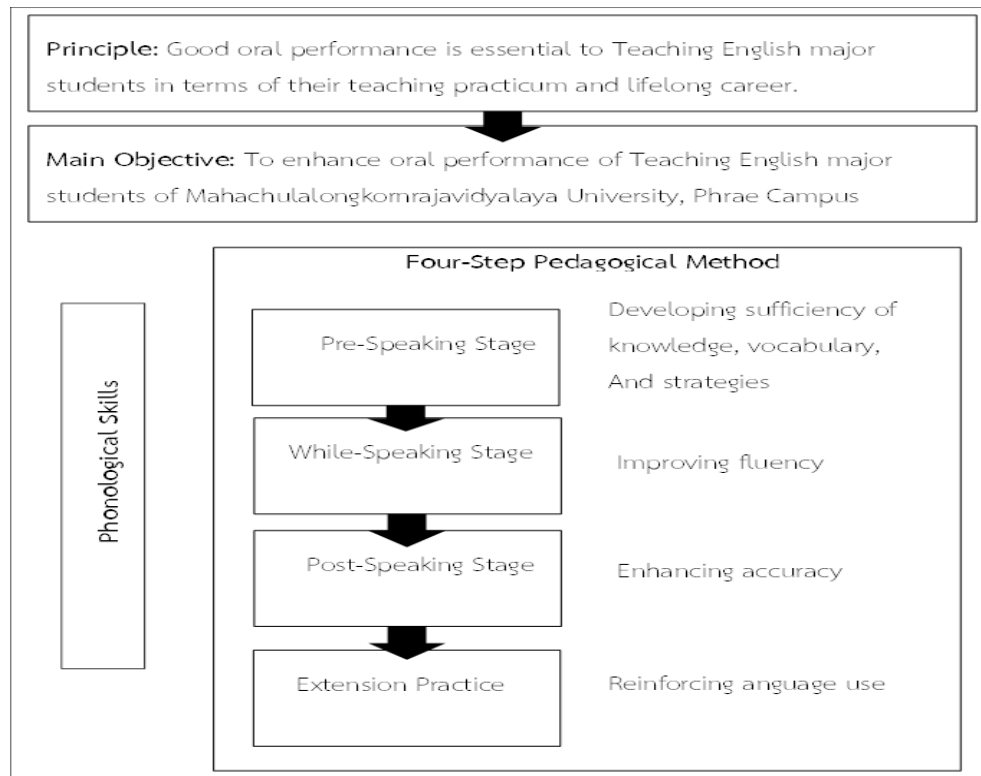 Principle: Good oral performance is essential to Teaching English major
students in terms of their teaching practicum and lifelong career.
Main Objective: To enhance oral performance of Teaching English major
students of Mahachulalongkornrajavidyalaya University, Phrae Campus
Four-Step Pedagogical Method
Phonological Skills
Pre-Speaking Stage
Developing sufficiency of
knowledge, vocabulary,
And strategies
While-Speaking Stage
Improving fluency
Post-Speaking Stage
Enhancing accuracy
Extension Practice
Reinforcing anguage use